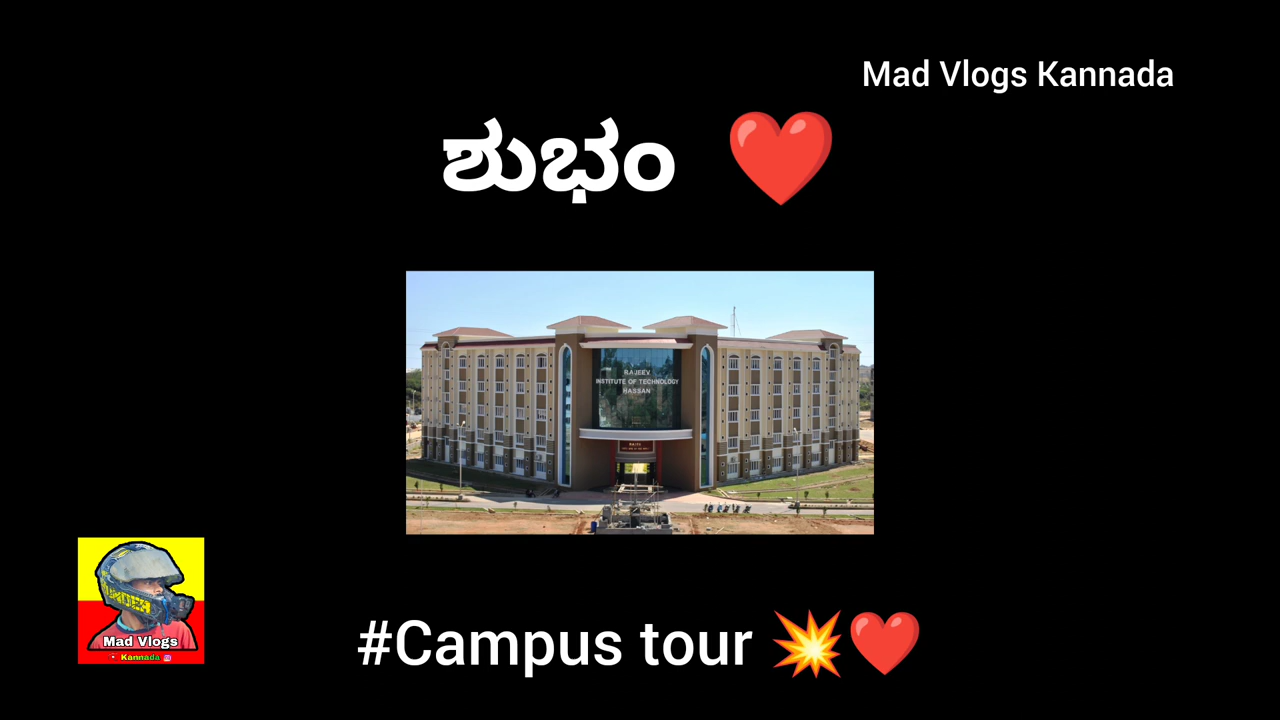 Mad Vlogs Kannada
ಶುಭಂ ❤️
RAJEEV
INSTITUTE OF TECHNOLOGY
HASSAN
Mad Vlogs
Kannada
#Campus tour 💥❤️